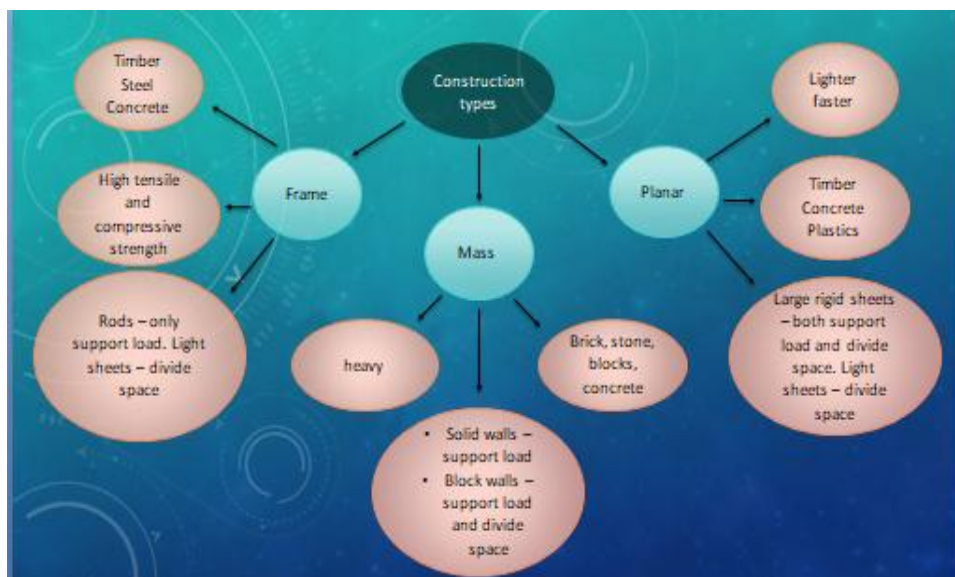 Construction
types
Frame
Timber
Steel
Concrete
High tensile
and
compressive
strength
Rods – only
support load. Light
sheets – divide
space
Mass
heavy
• Solid walls –
support load
• Block walls –
support load
and divide
space
Brick, stone,
blocks,
concrete
Planar
Lighter
faster
Timber
Concrete
Plastics
Large rigid sheets
– both support
load and divide
space. Light
sheets – divide
space